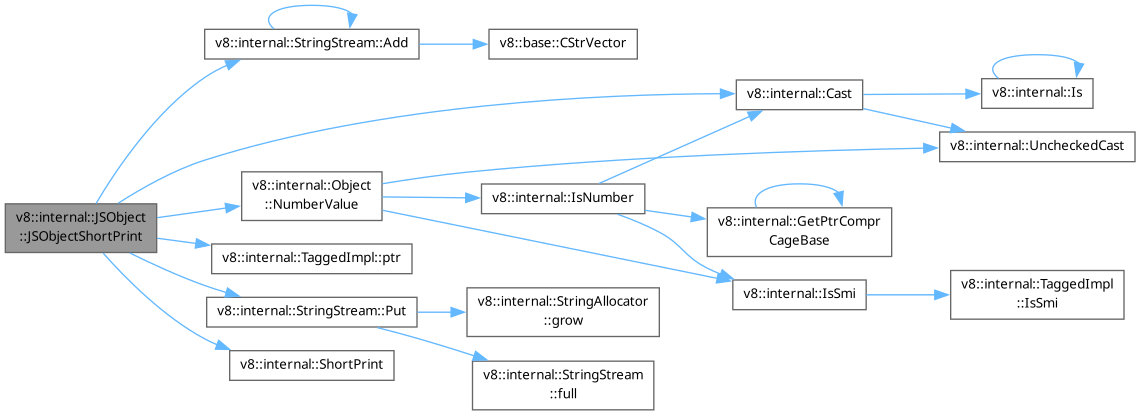 v8::internal::StringStream::Add
v8::base::CStrVector
v8::internal::Cast
v8::internal::Is
v8::internal::UncheckedCast
v8::internal::Object
::NumberValue
v8::internal::IsNumber
v8::internal::JSObject
::JSObjectShortPrint
v8::internal::GetPtrCompr
CageBase
v8::internal::TaggedImpl::ptr
v8::internal::IsSmi
v8::internal::TaggedImpl
::IsSmi
v8::internal::StringStream::Put
v8::internal::StringAllocator
::grow
v8::internal::ShortPrint
v8::internal::StringStream
::full